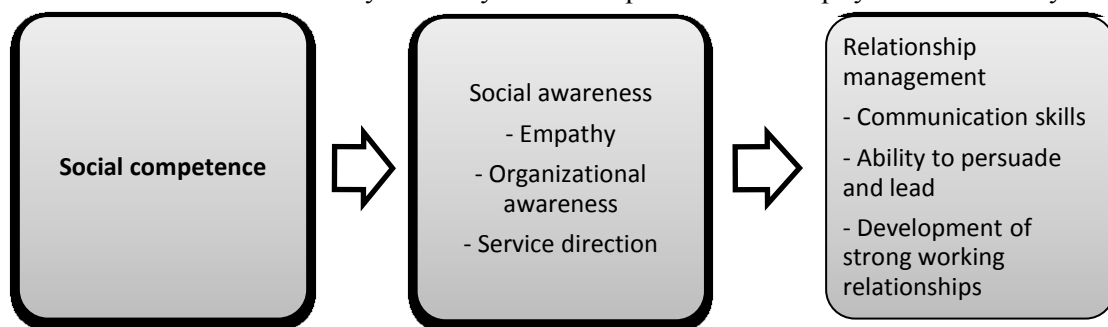 Social competence
Social awareness
- Empathy
- Organizational
awareness
- Service direction
Relationship
management
- Communication skills
- Ability to persuade
and lead
- Development of
strong working
relationships